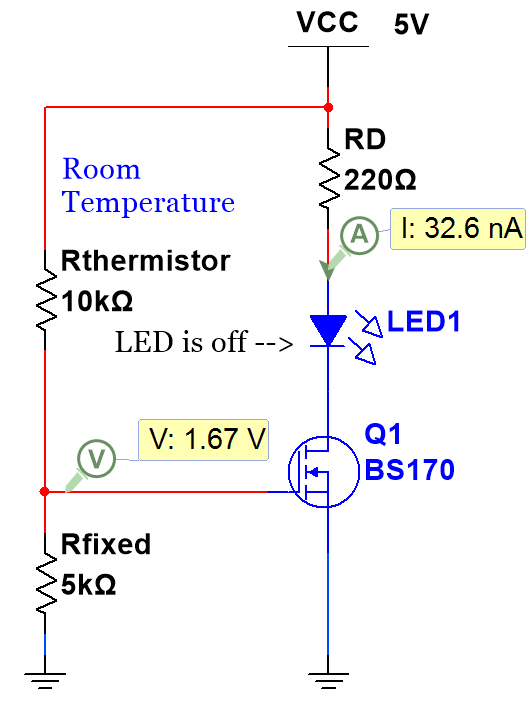 VCC 5V
RD
220Ω
Room
Temperature
A
I: 32.6 nA
Rthermistor
10kΩ
LED1
LED is off -->
V: 1.67 V
V
Q1
BS170
Rfixed
5kΩ